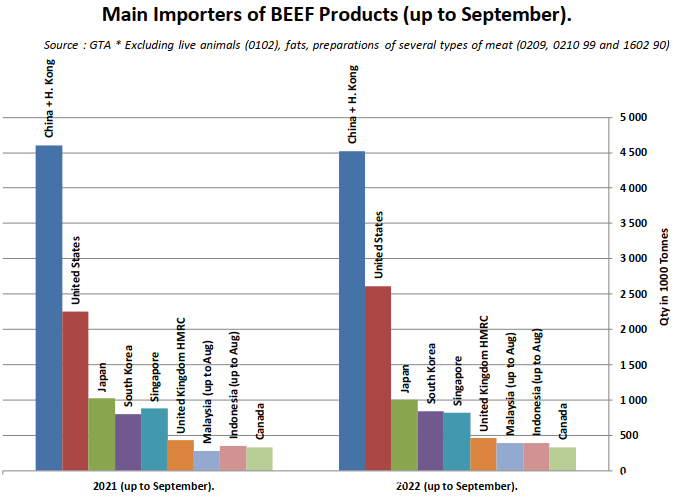 Main Importers of BEEF Products (up to September).
Source : GTA * Excluding live animals (0102), fats, preparations of several types of meat (0209, 0210 99 and 1602 90)
China + H. Kong
United States
Japan
South Korea
Singapore
United Kingdom HMRC
Malaysia (up to Aug)
Indonesia (up to Aug)
Canada
China + H. Kong
United States
Japan
South Korea
Singapore
United Kingdom HMRC
Malaysia (up to Aug)
Indonesia (up to Aug)
Canada
5 000
4 500
4 000
3 500
3 000
2 500
2 000
1 500
1 000
500
0
Qty in 1000 Tonnes
2021 (up to September).
2022 (up to September).